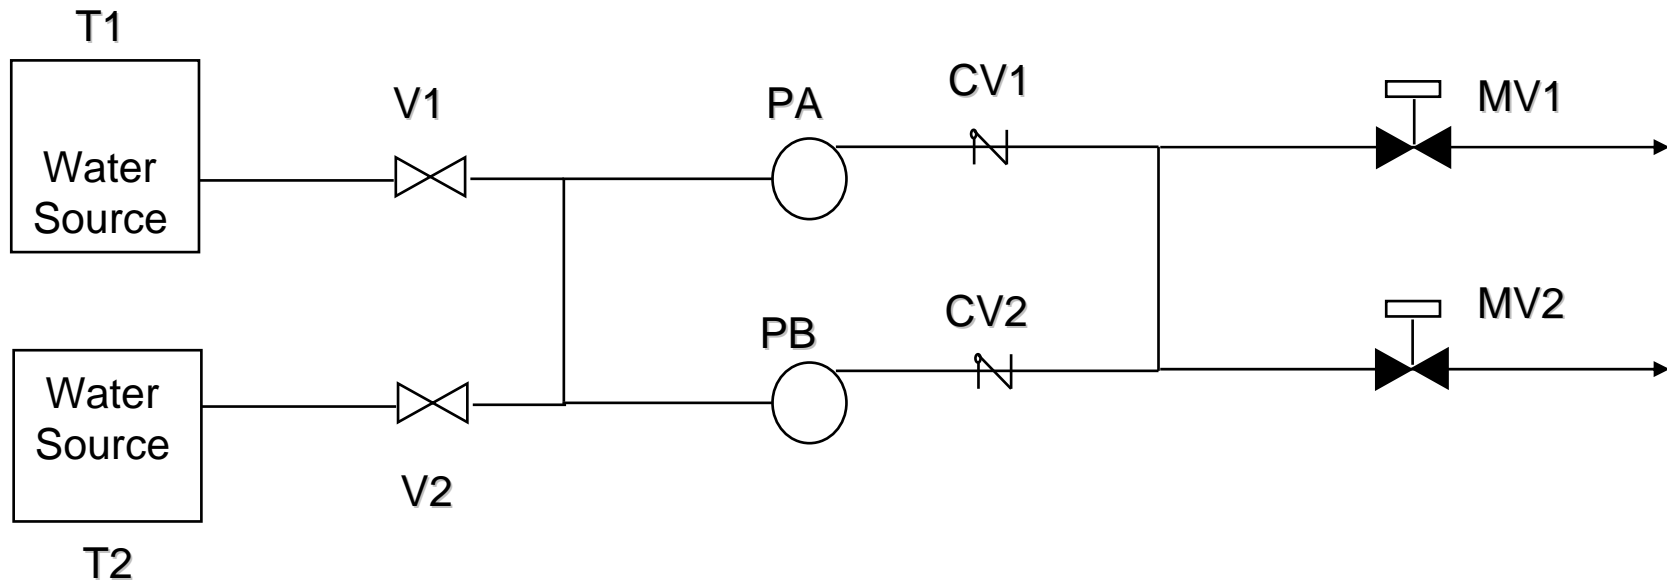 T1
Water
Source
V1
PA
CV1
MV1
Water
Source
T2
V2
PB
CV2
MV2